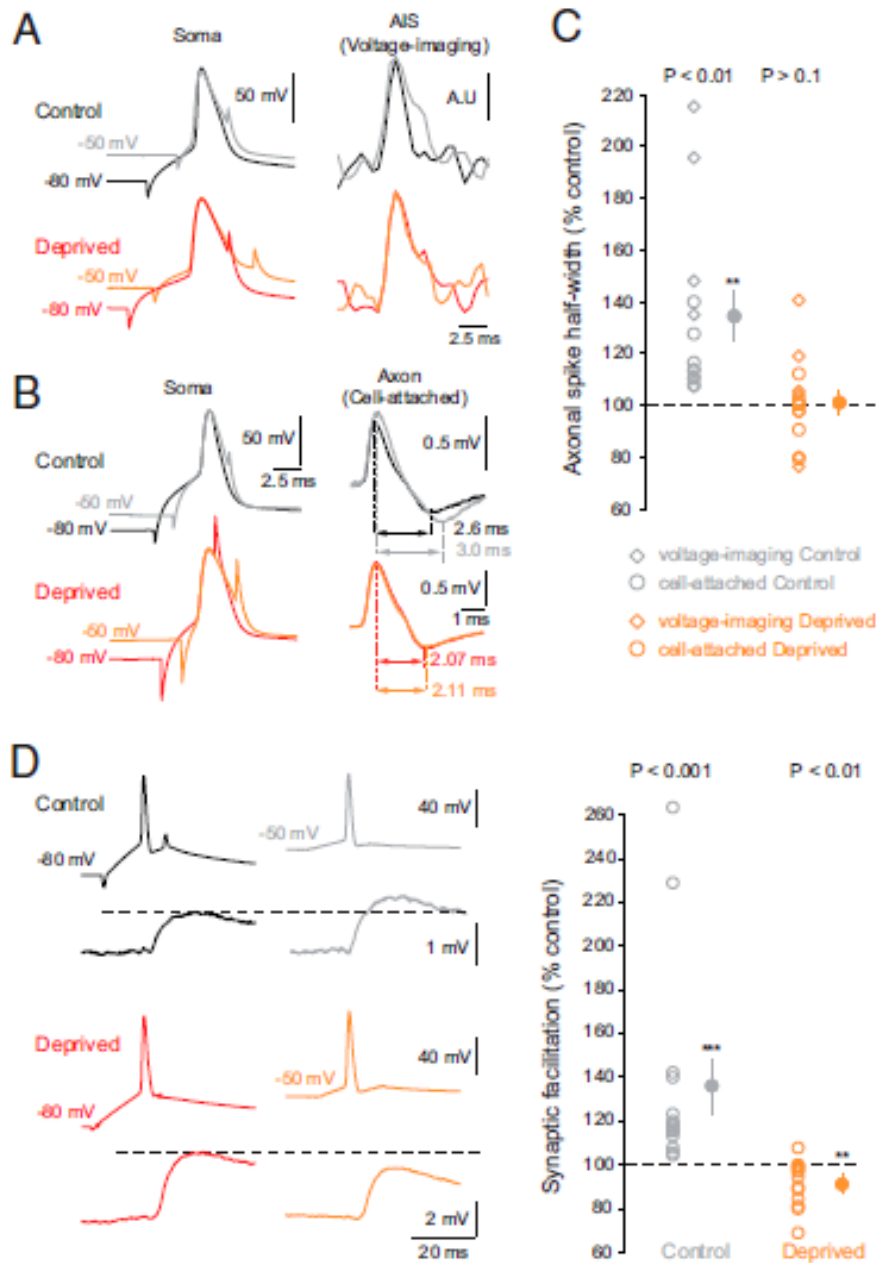 A
Soma
AIS
(Voltage-imaging)
Control
50 mV
A.U
-50 mV
-80 mV
Deprived
-50 mV
-80 mV
2.5 ms
B
Soma
Axon
(Cell-attached)
Control
50 mV
2.5 ms
0.5 mV
-50 mV
-80 mV
2.6 ms
3.0 ms
Deprived
0.5 mV
1 ms
-50 mV
-80 mV
2.07 ms
2.11 ms
C
P < 0.01
P > 0.1
Axonal spike half-width (% control)
220
200
180
160
140
120
100
80
60
**
voltage-imaging Control
cell-attached Control
voltage-imaging Deprived
cell-attached Deprived
D
Control
40 mV
-50 mV
-80 mV
1 mV
Deprived
40 mV
-50 mV
-80 mV
2 mV
20 ms
P < 0.001
P < 0.01
Synaptic facilitation (% control)
260
240
220
200
180
160
140
120
100
80
60
***
**
Control
Deprived